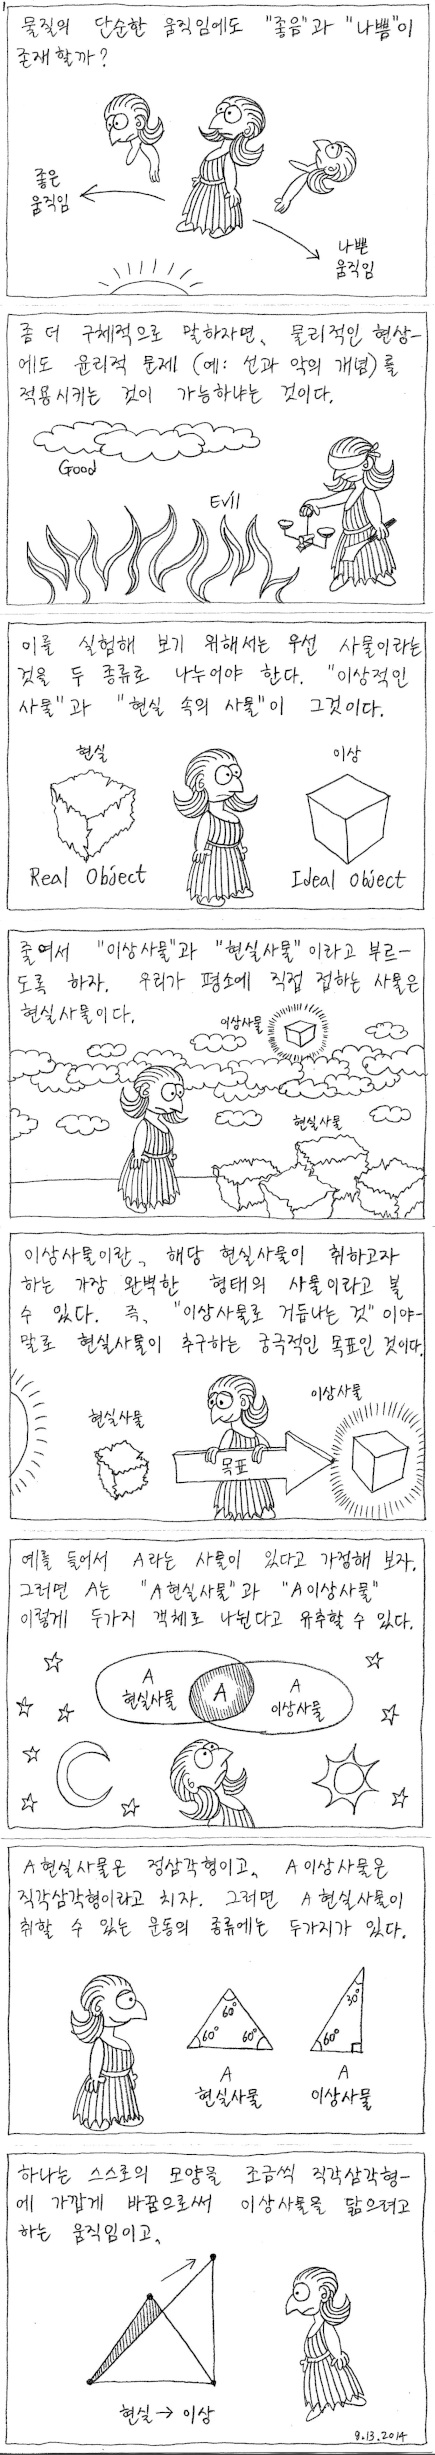 물질의 단순한 움직임에도 "좋음"과 "나쁨"이
존재할까?
좋은
움직임
나쁜
움직임
좀 더 구체적으로 말하자면, 물리적인 현상-
에도 윤리적 문제 (예: 선과 악의 개념)를
적용시키는 것이 가능하냐는 것이다.
Good
Evil
이를 실험해 보기 위해서는 우선 사물이라는
것을 두 종류로 나누어야 한다. "이상적인
사물"과 "현실 속의 사물"이 그것이다.
현실
이상
Real Object
Ideal Object
줄여서 "이상사물"과 "현실사물"이라고 부르-
도록 하자. 우리가 평소에 직접 접하는 사물은
현실사물이다.
이상사물
현실사물
이상사물이란, 해당 현실사물이 취하고자
하는 가장 완벽한 형태의 사물이라고 볼
수 있다. 즉, "이상사물로 거듭나는 것"이야-
말로 현실사물이 추구하는 궁극적인 목표인 것이다.
현실사물
이상사물
목표
예를 들어서 A라는 사물이 있다고 가정해 보자.
그러면 A는 "A현실사물"과 "A이상사물"
이렇게 두가지 객체로 나뉜다고 유추할 수 있다.
A
현실사물
A
A
이상사물
A현실사물은 정삼각형이고, A이상사물은
직각삼각형이라고 치자. 그러면 A현실사물이
취할 수 있는 운동의 종류에는 두가지가 있다.
60°
60°
60°
30°
60°
A
현실사물
A
이상사물
하나는 스스로의 모양을 조금씩 직각삼각형-
에 가깝게 바꿈으로써 이상사물을 닮으려고
하는 움직임이고,
현실 → 이상
8.13.2014